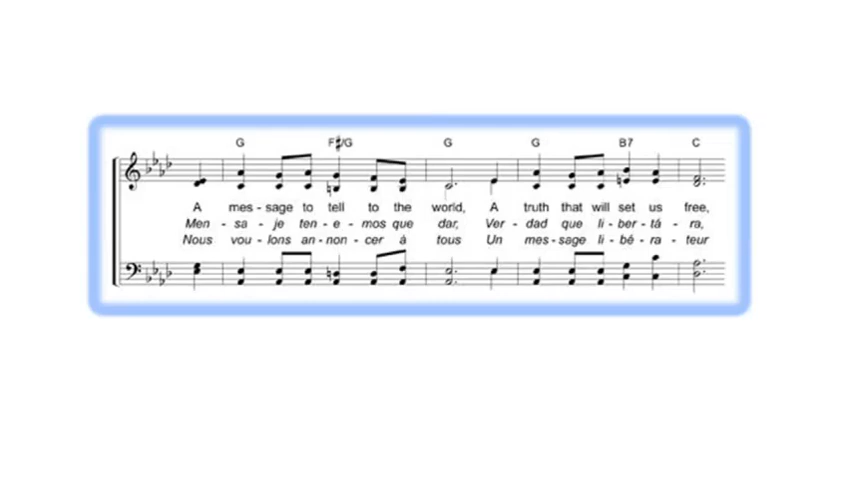 G F♯/G G G B7 C
A mes - sage to tell to the world, A truth that will set us free,
Men - sa - je ten - e - mos que dar, Ver - dad que li - ber - tá - ra,
Nous vou - lons an - non - cer à tous Un mes - sage li - bé - ra - teur